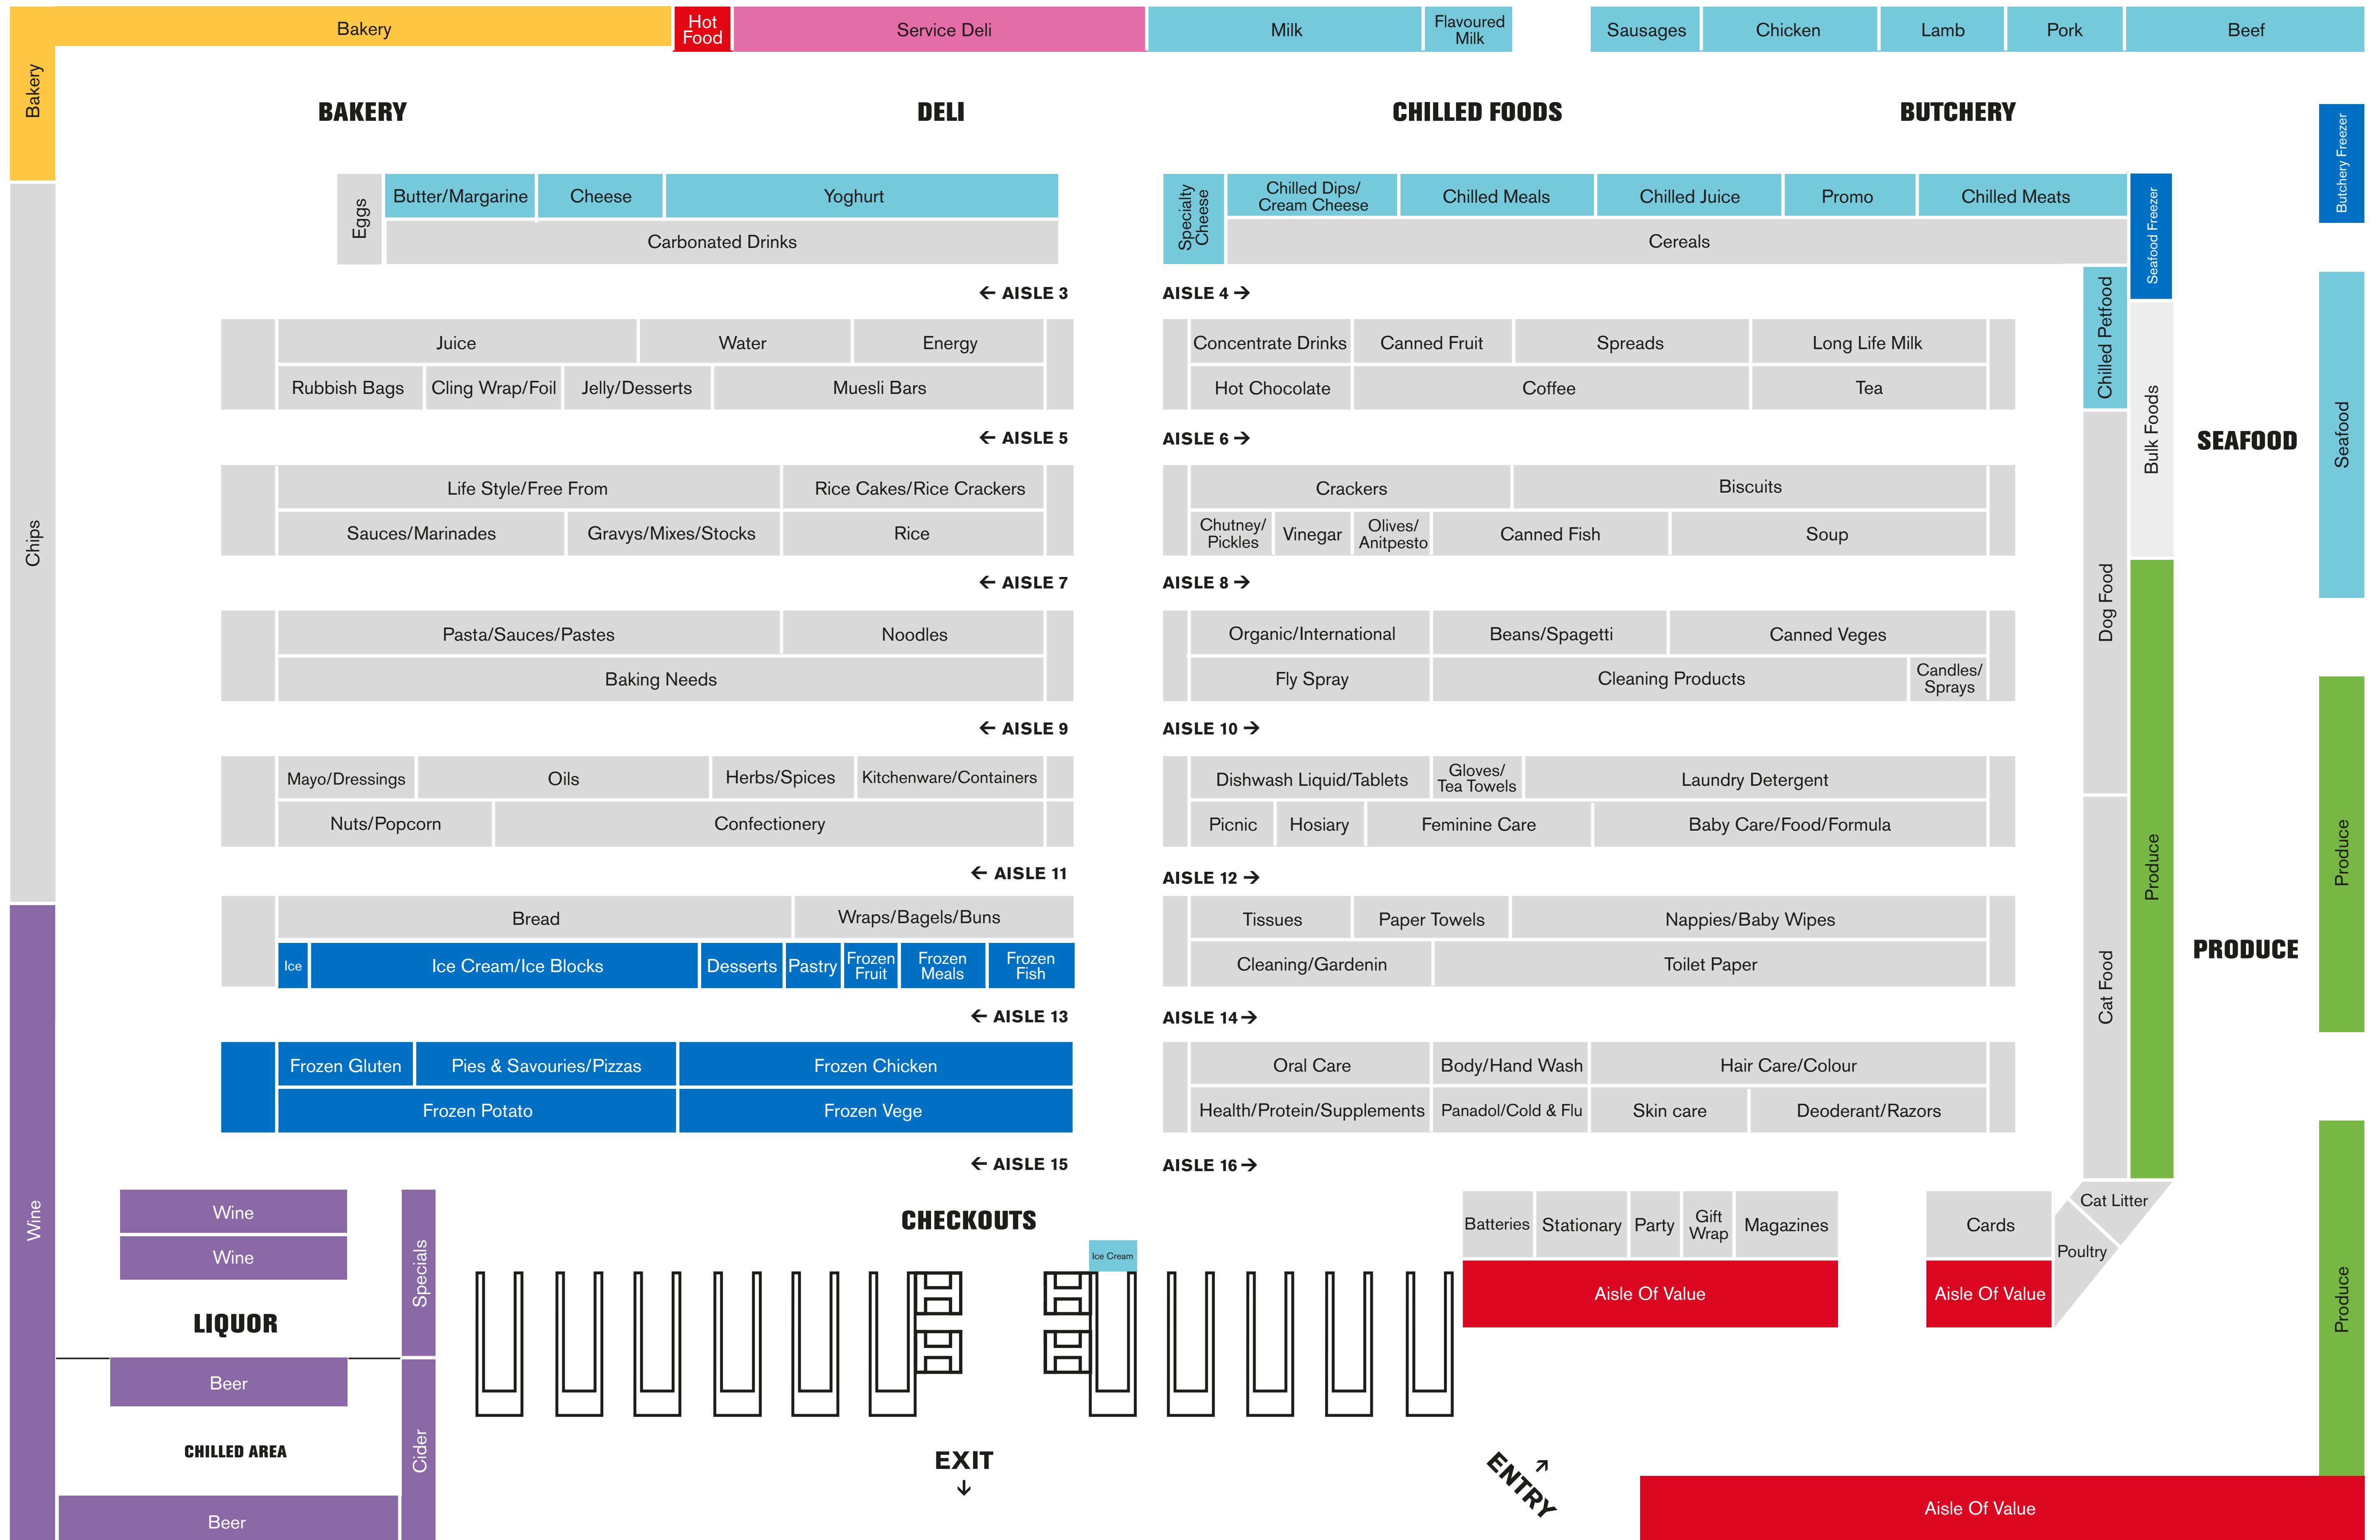 Bakery
Hot
Food
Service Deli
Milk
Flavoured
Milk
Sausages
Chicken
Lamb
Pork
Beef
Bakery
BAKERY
DELI
CHILLED FOODS
BUTCHERY
Butchery Freezer
Eggs
Butter/Margarine
Cheese
Yoghurt
Carbonated Drinks
Specialty
Cheese
Chilled Dips/
Cream Cheese
Chilled Meals
Chilled Juice
Promo
Chilled Meats
Cereals
Seafood Freezer
← AISLE 3
AISLE 4 →
Chilled Petfood
Chips
Juice
Water
Energy
Rubbish Bags
Cling Wrap/Foil
Jelly/Desserts
Muesli Bars
Concentrate Drinks
Canned Fruit
Spreads
Long Life Milk
Hot Chocolate
Coffee
Tea
Bulk Foods
SEAFOOD
Seafood
← AISLE 5
AISLE 6 →
Life Style/Free From
Rice Cakes/Rice Crackers
Sauces/Marinades
Gravys/Mixes/Stocks
Rice
Crackers
Biscuits
Chutney/
Pickles
Vinegar
Olives/
Anitpesto
Canned Fish
Soup
Dog Food
← AISLE 7
AISLE 8 →
Pasta/Sauces/Pastes
Noodles
Baking Needs
Organic/International
Beans/Spagetti
Canned Veges
Fly Spray
Cleaning Products
Candles/
Sprays
← AISLE 9
AISLE 10 →
Mayo/Dressings
Oils
Herbs/Spices
Kitchenware/Containers
Nuts/Popcorn
Confectionery
Dishwash Liquid/Tablets
Gloves/
Tea Towels
Laundry Detergent
Picnic
Hosiary
Feminine Care
Baby Care/Food/Formula
Produce
Produce
← AISLE 11
AISLE 12 →
Bread
Wraps/Bagels/Buns
Ice
Ice Cream/Ice Blocks
Desserts
Pastry
Frozen
Fruit
Frozen
Meals
Frozen
Fish
Tissues
Paper Towels
Nappies/Baby Wipes
Cleaning/Gardenin
Toilet Paper
Cat Food
PRODUCE
← AISLE 13
AISLE 14 →
Frozen Gluten
Pies & Savouries/Pizzas
Frozen Chicken
Frozen Potato
Frozen Vege
Oral Care
Body/Hand Wash
Hair Care/Colour
Health/Protein/Supplements
Panadol/Cold & Flu
Skin care
Deoderant/Razors
← AISLE 15
AISLE 16 →
Wine
Wine
Wine
Specials
LIQUOR
CHECKOUTS
Ice Cream
Batteries
Stationary
Party
Gift
Wrap
Magazines
Aisle Of Value
Cards
Aisle Of Value
Cat Litter
Poultry
Produce
Beer
CHILLED AREA
Cider
Beer
EXIT
↓
ENTRY
→
Aisle Of Value